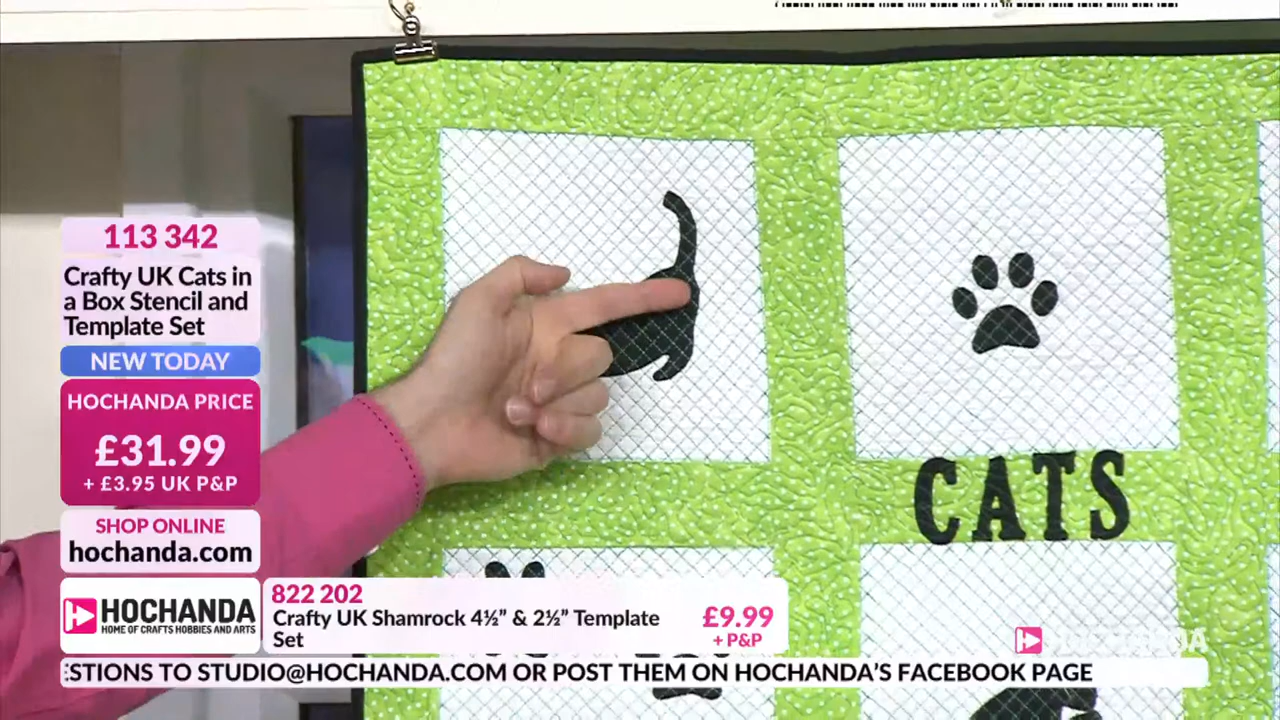 113 342
Crafty UK Cats in
a Box Stencil and
Template Set
NEW TODAY
HOCHANDA PRICE
£31.99
+ £3.95 UK P&P
SHOP ONLINE
hochanda.com
HOCHANDA
HOME OF CRAFTS HOBBIES AND ARTS
822 202
Crafty UK Shamrock 4½” & 2½” Template
Set
£9.99
+ P&P
CATS
HOCHANDA
ESTIONS TO STUDIO@HOCHANDA.COM OR POST THEM ON HOCHANDA’S FACEBOOK PAGE